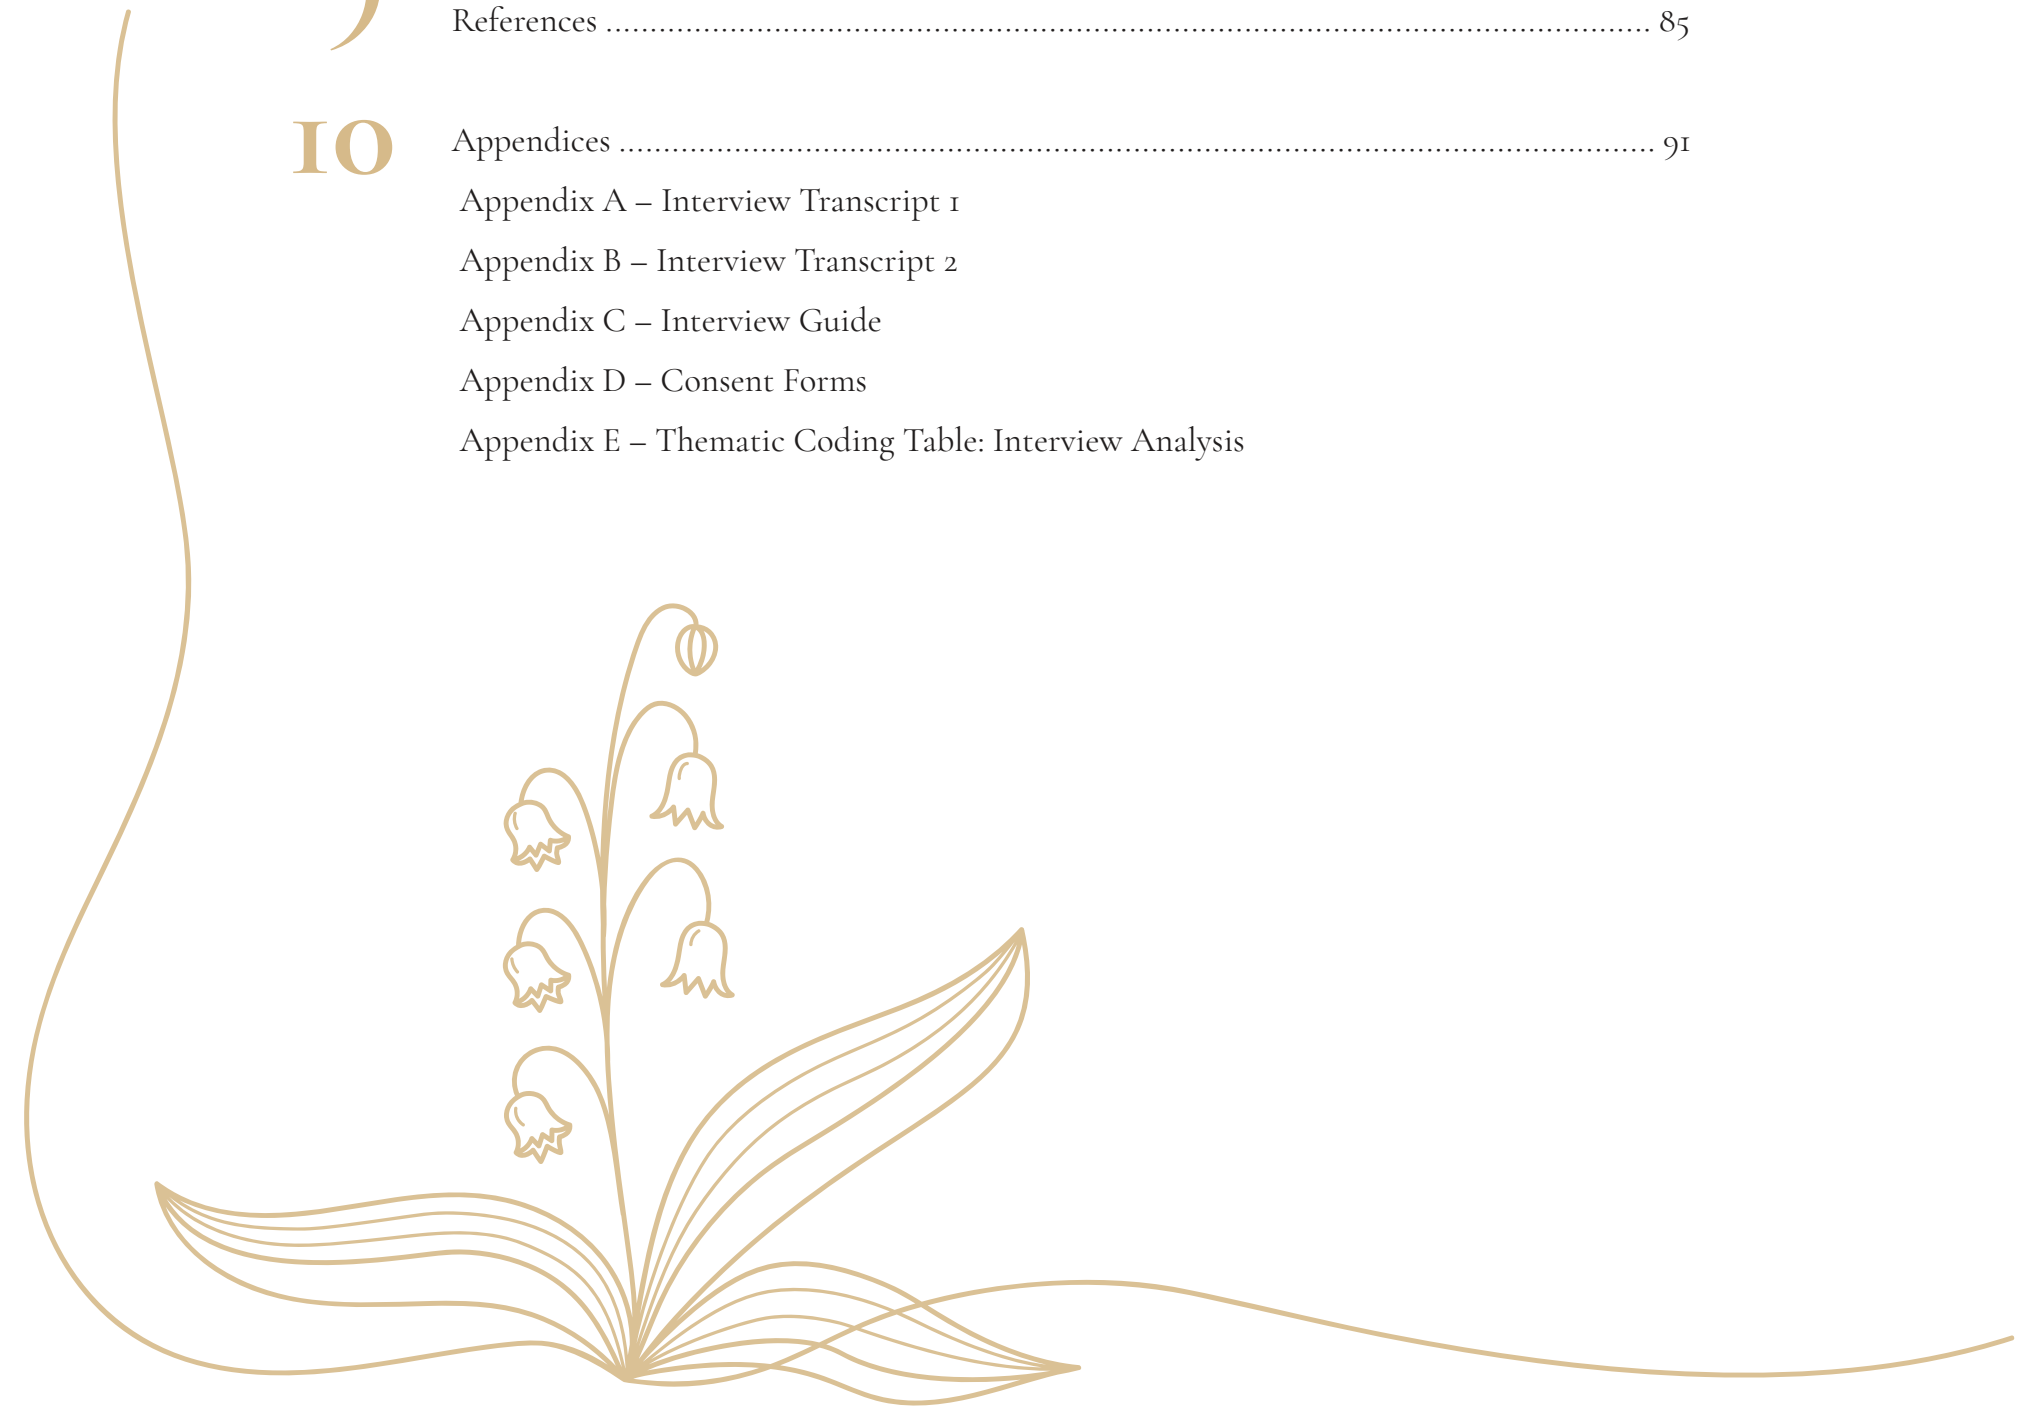 References 85
10 Appendices 91
Appendix A – Interview Transcript 1
Appendix B – Interview Transcript 2
Appendix C – Interview Guide
Appendix D – Consent Forms
Appendix E – Thematic Coding Table: Interview Analysis